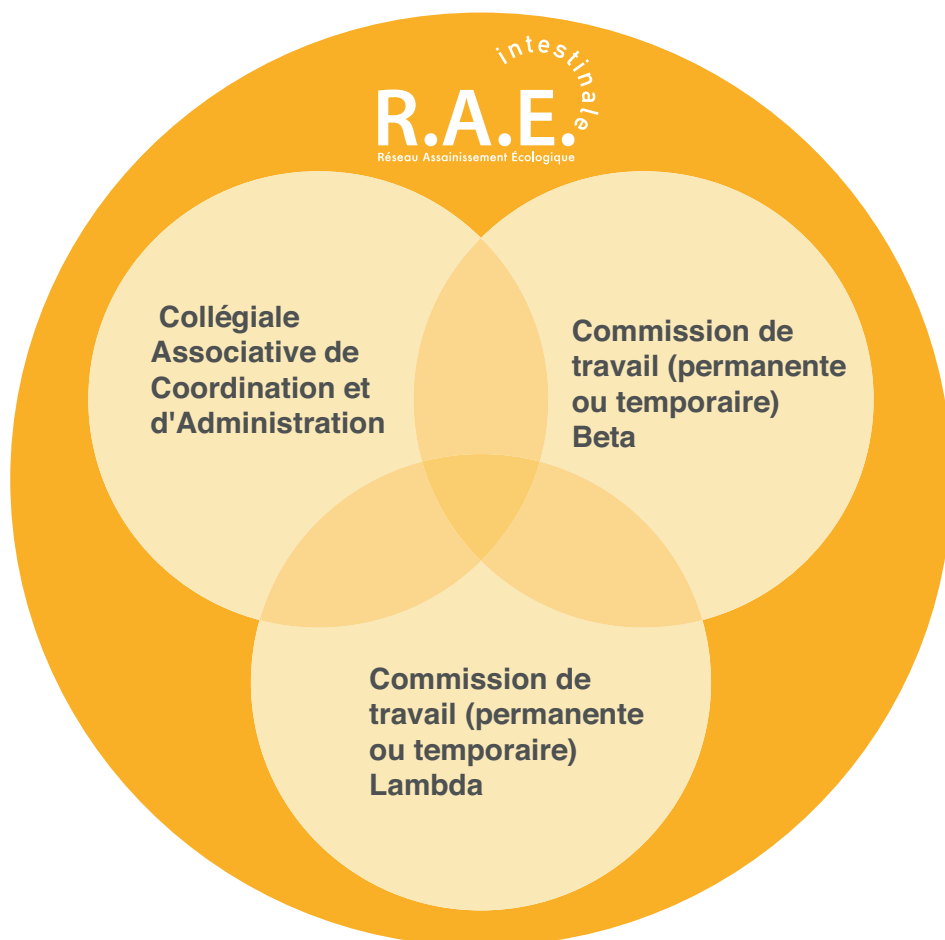 intestinale
R.A.E.
Réseau Assainissement Écologique
Collégiale
Associative de
Coordination et
d'Administration
Commission de
travail (permanente
ou temporaire)
Beta
Commission de
travail (permanente
ou temporaire)
Lambda